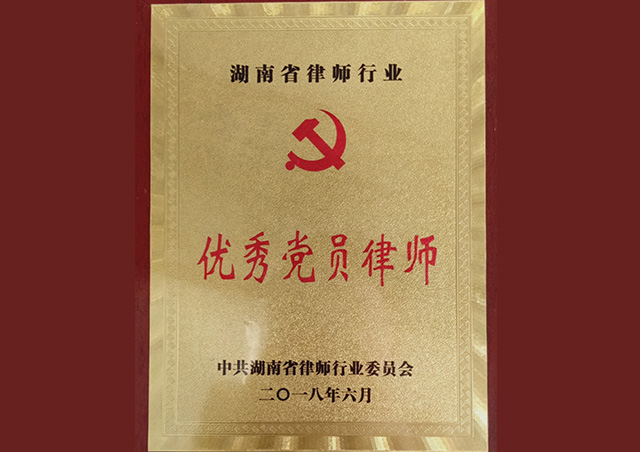 湖南省律师行业
优秀党员律师
中共湖南省律师行业委员会
二〇一八年六月